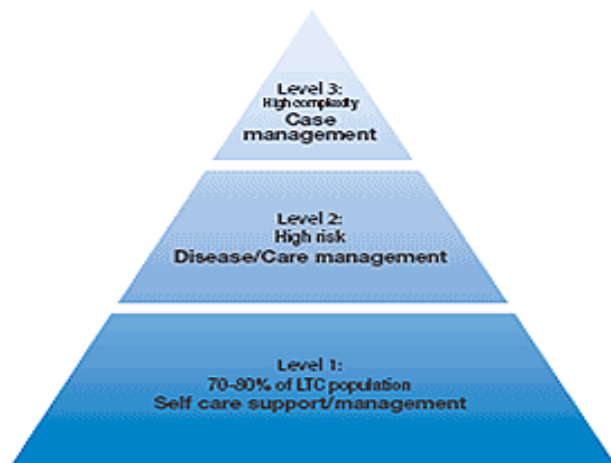 Level 3:
High complexity
Case
management
Level 2:
High risk
Disease/Care management
Level 1:
70-80% of LTC population
Self care support/management